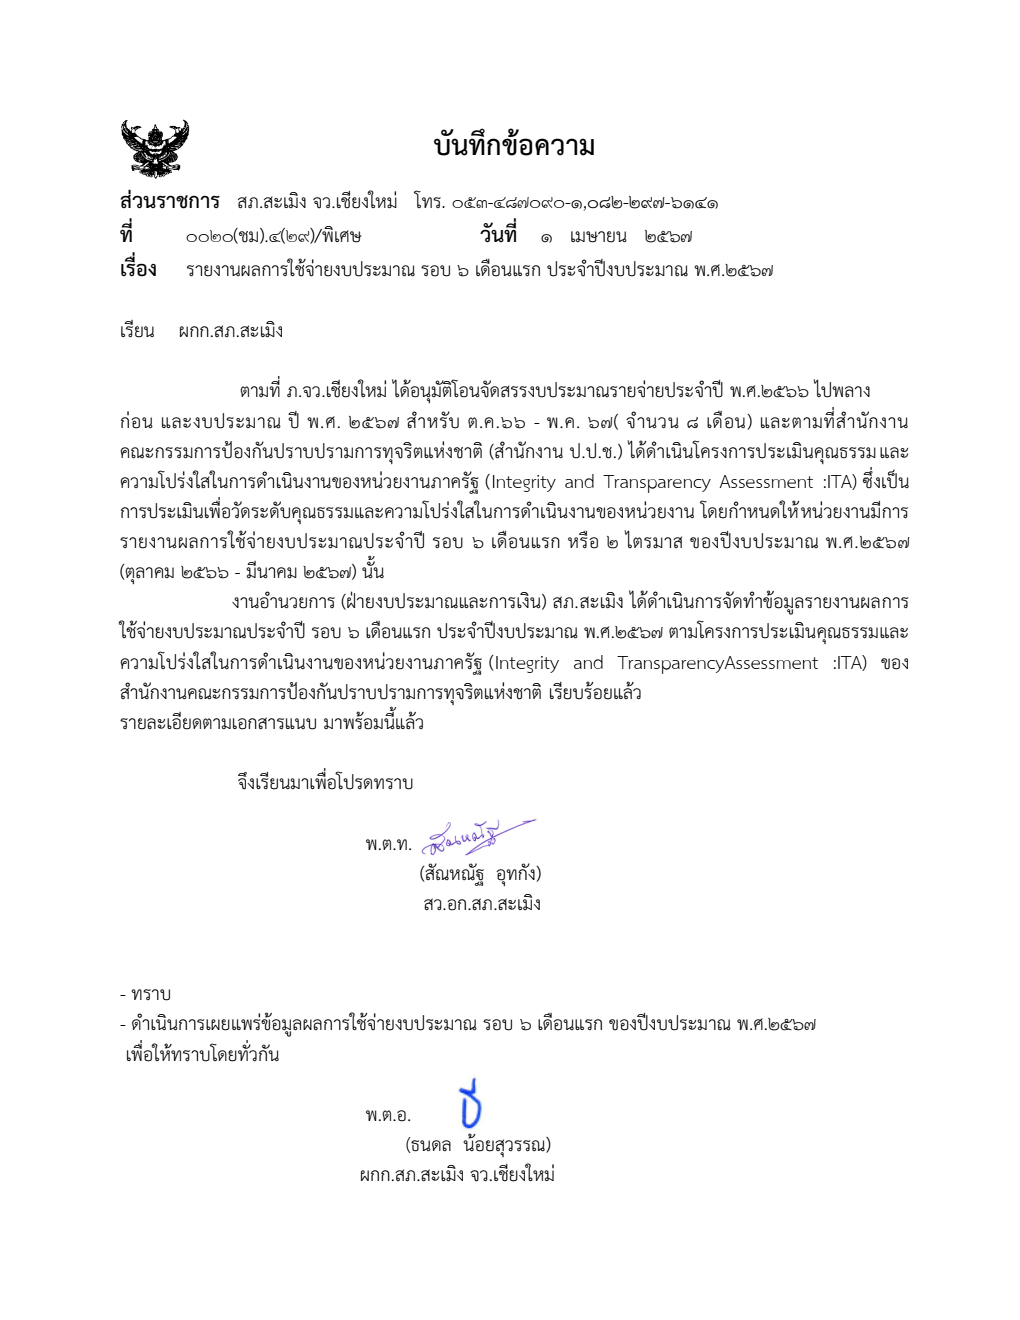 บันทึกข้อความ
ส่วนราชการ สภ.สะเมิง จว.เชียงใหม่ โทร. ๐๕๓-๔๘๗๐๙๐-๑,๐๘๒-๒๙๗-๖๑๔๑
ที่ ๐๐๒๐(ชม).๔(๒๙)/พิเศษ วันที่ ๑ เมษายน ๒๕๖๗
เรื่อง รายงานผลการใช้จ่ายงบประมาณ รอบ ๖ เดือนแรก ประจำปีงบประมาณ พ.ศ.๒๕๖๗
เรียน ผกก.สภ.สะเมิง
ตามที่ ภ.จว.เชียงใหม่ ได้อนุมัติโอนจัดสรรงบประมาณรายจ่ายประจำปี พ.ศ.๒๕๖๖ ไปพลาง
ก่อน และงบประมาณ ปี พ.ศ. ๒๕๖๗ สำหรับ ต.ค.๖๖ - พ.ค. ๖๗( จำนวน ๘ เดือน) และตามที่สำนักงาน
คณะกรรมการป้องกันปราบปรามการทุจริตแห่งชาติ (สำนักงาน ป.ป.ช.) ได้ดำเนินโครงการประเมินคุณธรรม และ
ความโปร่งใสในการดำเนินงานของหน่วยงานภาครัฐ (Integrity and Transparency Assessment :ITA) ซึ่งเป็น
การประเมินเพื่อวัดระดับคุณธรรมและความโปร่งใสในการดำเนินงานของหน่วยงาน โดยกำหนดให้หน่วยงานมีการ
รายงานผลการใช้จ่ายงบประมาณประจำปี รอบ ๖ เดือนแรก หรือ ๒ ไตรมาส ของปีงบประมาณ พ.ศ.๒๕๖๗
(ตุลาคม ๒๕๖๖ - มีนาคม ๒๕๖๗) นั้น
งานอำนวยการ (ฝ่ายงบประมาณและการเงิน) สภ.สะเมิง ได้ดำเนินการจัดทำข้อมูลรายงานผลการ
ใช้จ่ายงบประมาณประจำปี รอบ ๖ เดือนแรก ประจำปีงบประมาณ พ.ศ.๒๕๖๗ ตามโครงการประเมินคุณธรรมและ
ความโปร่งใสในการดำเนินงานของหน่วยงานภาครัฐ (Integrity and TransparencyAssessment :ITA) ของ
สำนักงานคณะกรรมการป้องกันปราบปรามการทุจริตแห่งชาติ เรียบร้อยแล้ว
รายละเอียดตามเอกสารแนบ มาพร้อมนี้แล้ว
จึงเรียนมาเพื่อโปรดทราบ
พ.ต.ท. สัณหณัฐ
(สัณหณัฐ อุทกัง)
สว.อก.สภ.สะเมิง
- ทราบ
- ดำเนินการเผยแพร่ข้อมูลผลการใช้จ่ายงบประมาณ รอบ ๖ เดือนแรก ของปีงบประมาณ พ.ศ.๒๕๖๗
เพื่อให้ทราบโดยทั่วกัน
พ.ต.อ.
(ธนดล น้อยสุวรรณ)
ผกก.สภ.สะเมิง จว.เชียงใหม่